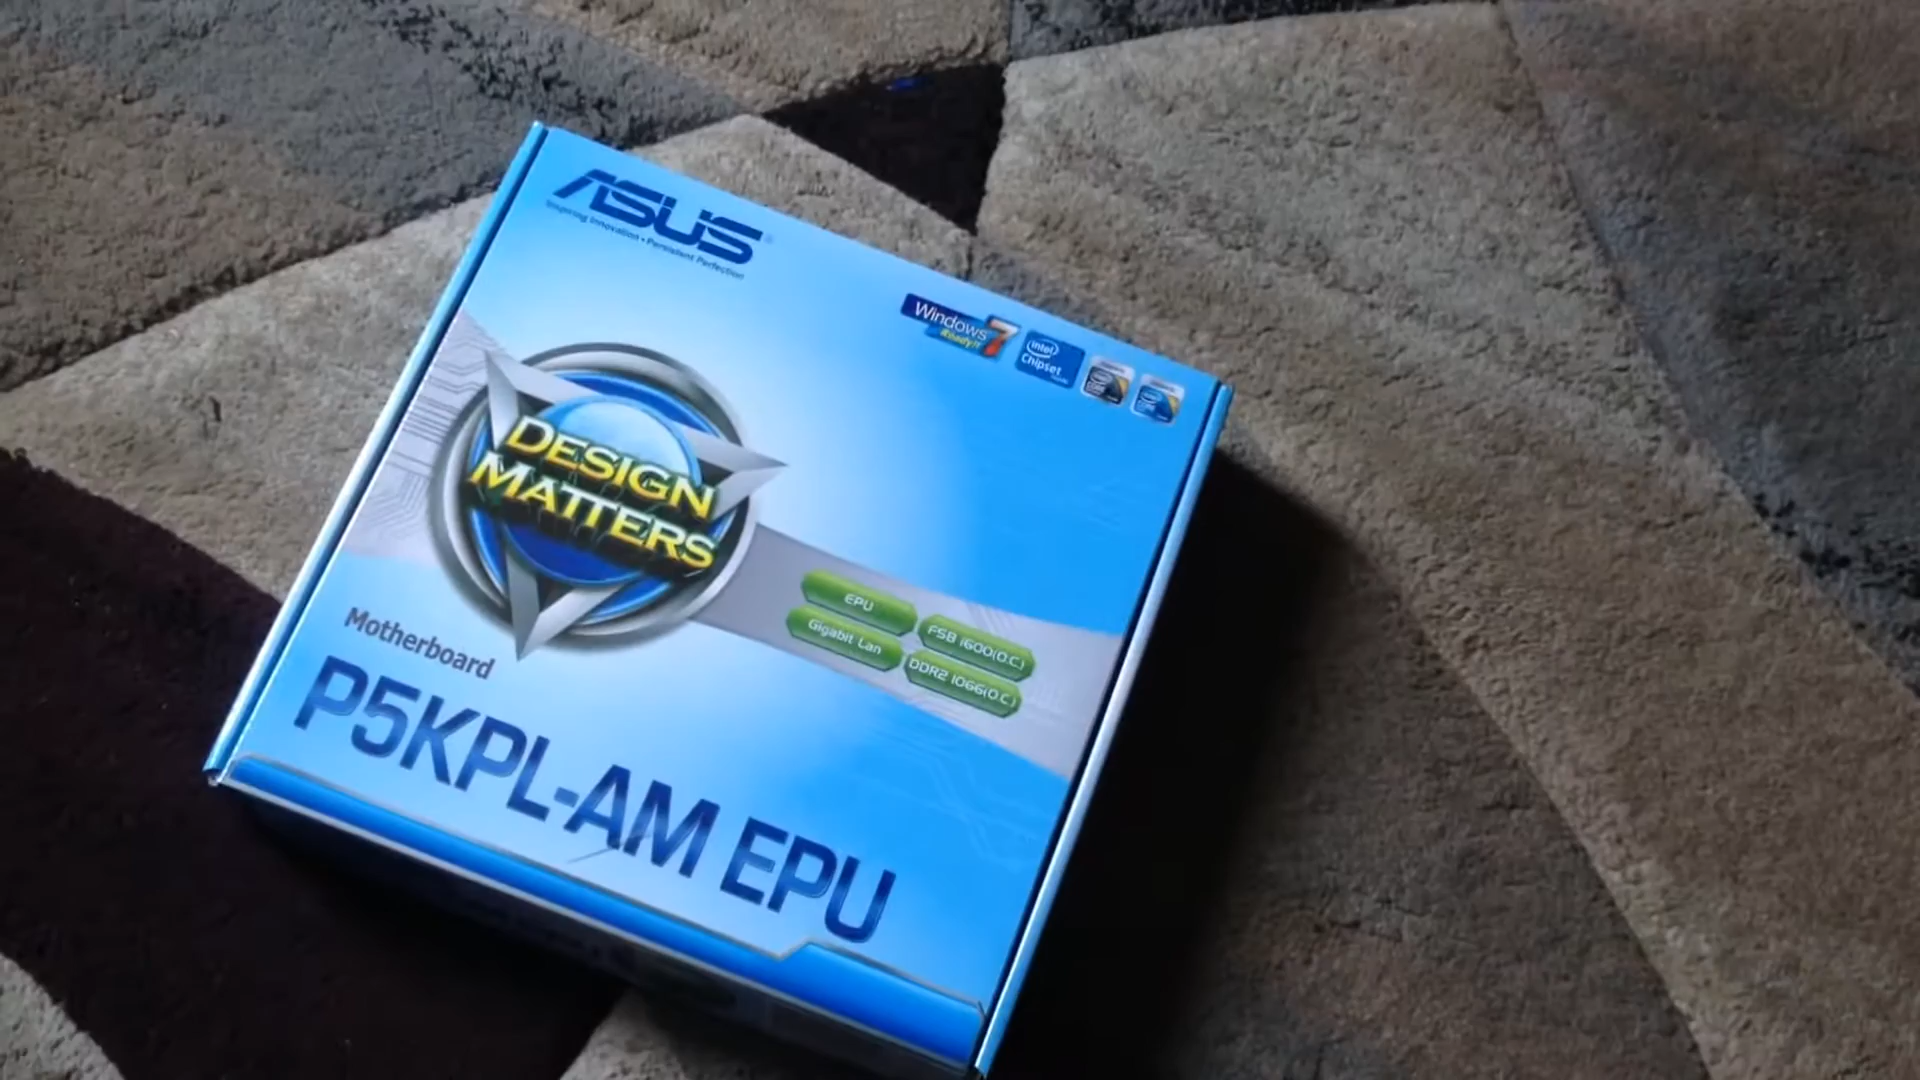 ASUS
Inspiring Innovation • Persistent Perfection
Windows 7
Ready!!
intel
Chipset
DESIGN
MATTERS
EPU
FSB 1600(O.C.)
Gigabit Lan
DDR2 1066(O.C.)
Motherboard
P5KPL-AM EPU